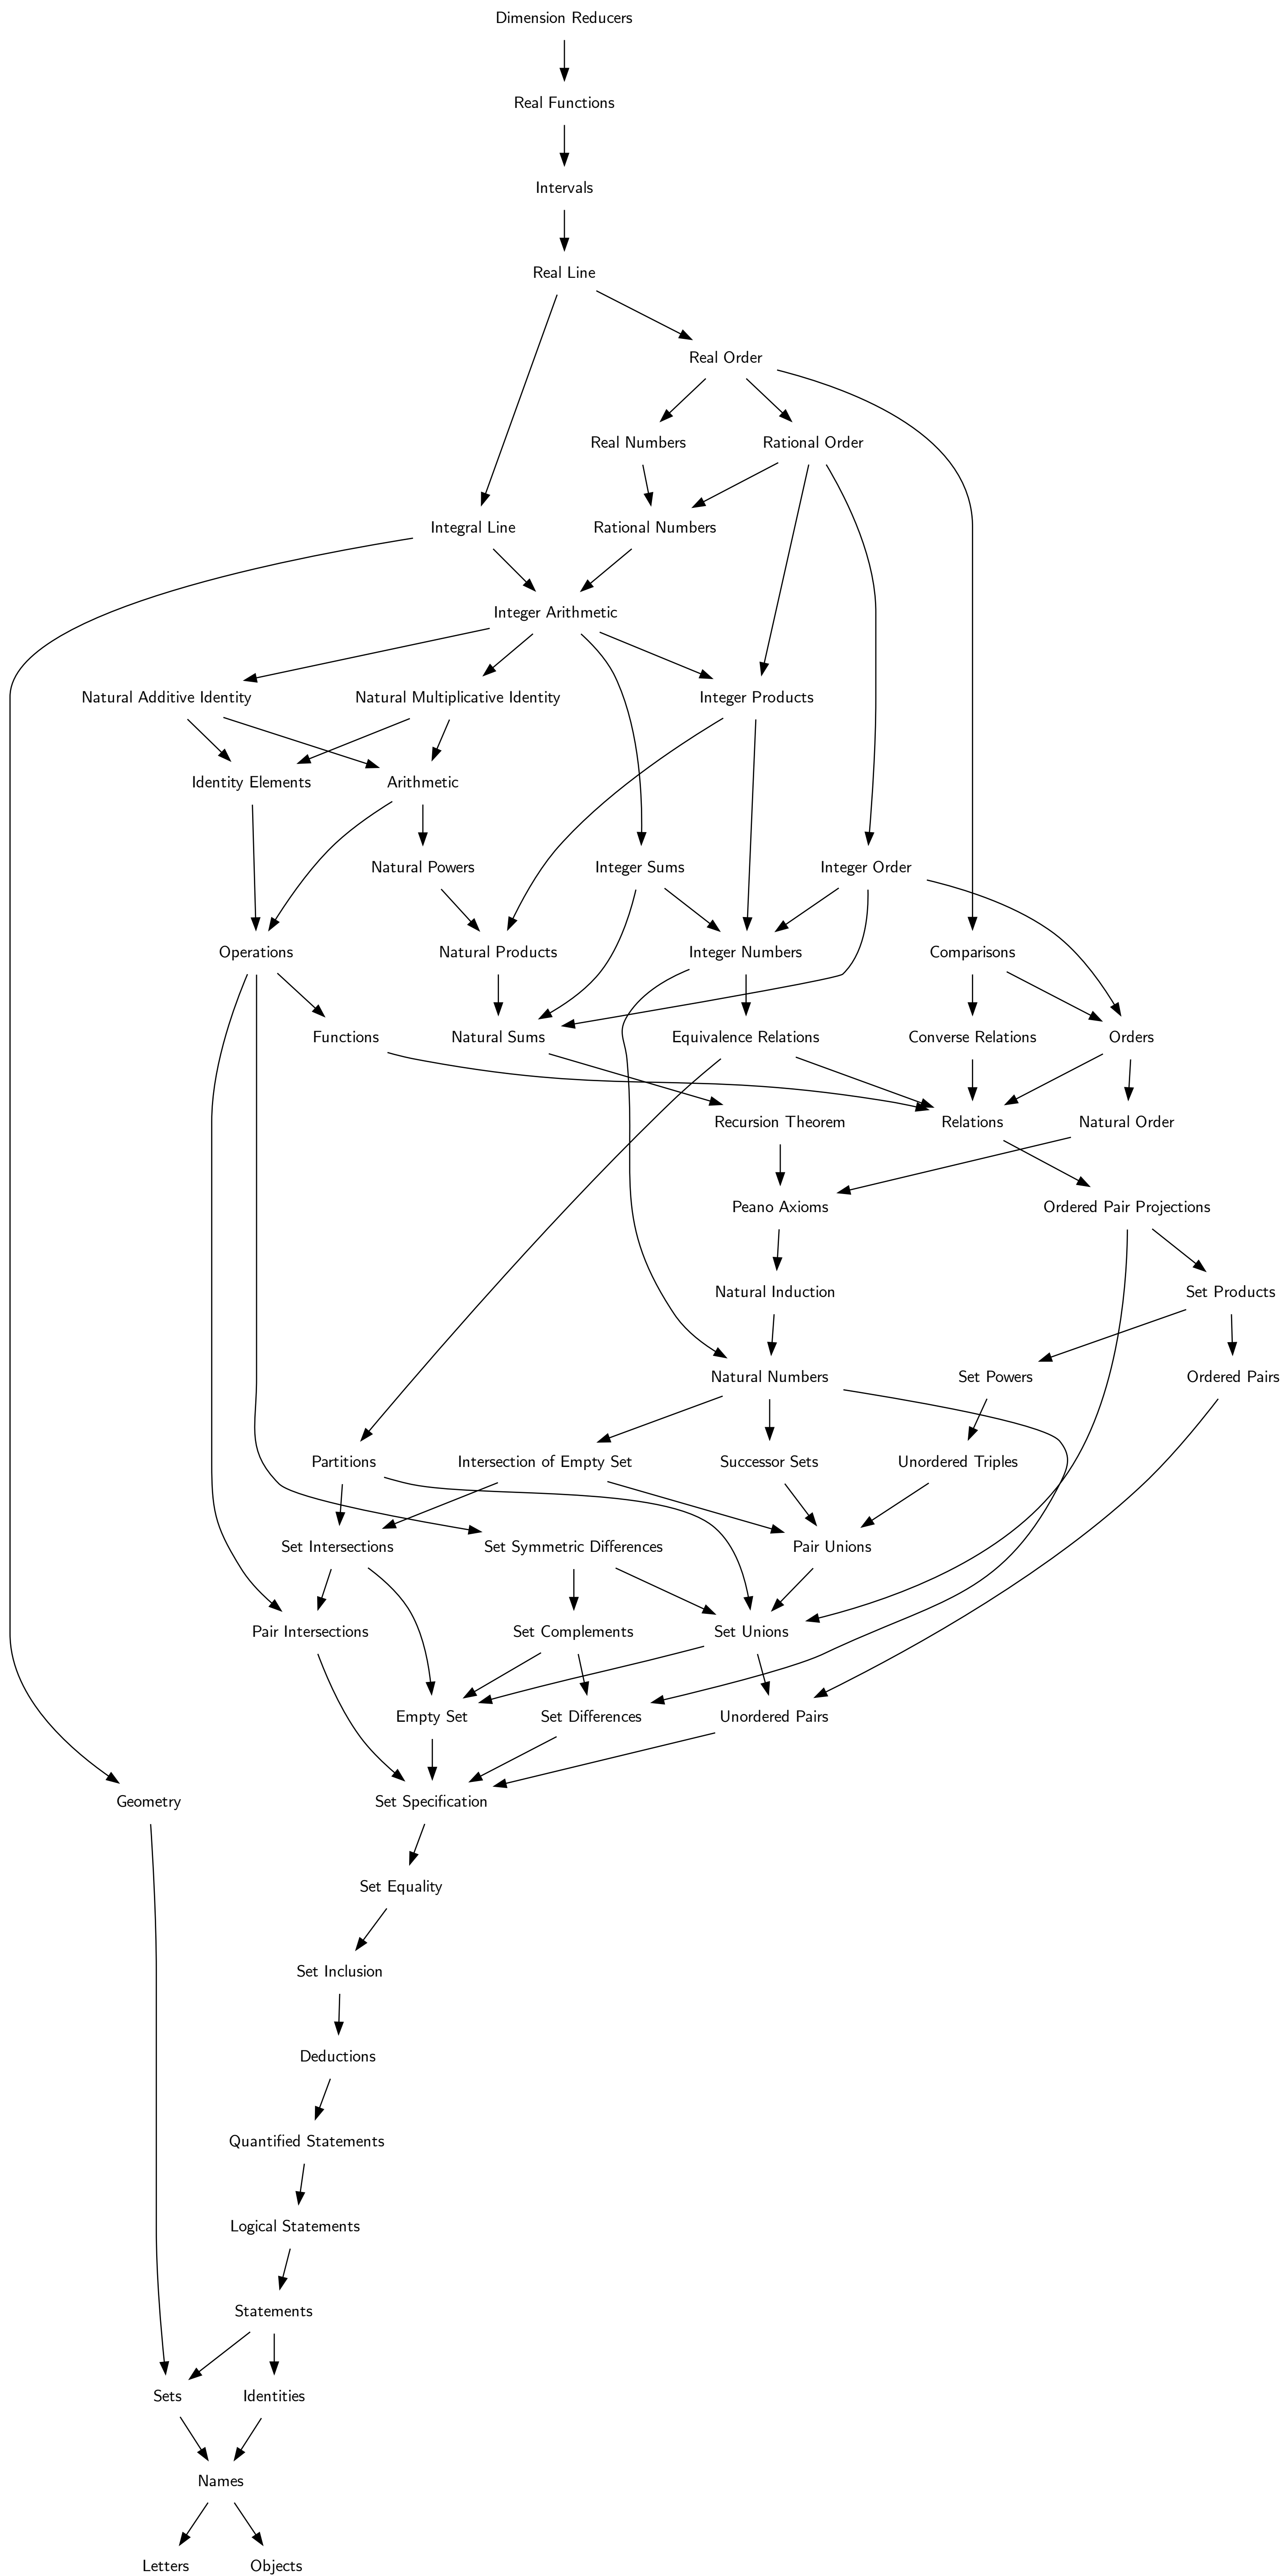 Dimension Reducers
Real Functions
Intervals
Real Line
Real Order
Real Numbers
Rational Order
Integral Line
Rational Numbers
Integer Arithmetic
Natural Additive Identity
Natural Multiplicative Identity
Integer Products
Identity Elements
Arithmetic
Natural Powers
Integer Sums
Integer Order
Operations
Natural Products
Integer Numbers
Comparisons
Functions
Natural Sums
Equivalence Relations
Converse Relations
Orders
Recursion Theorem
Relations
Natural Order
Peano Axioms
Ordered Pair Projections
Natural Induction
Set Products
Natural Numbers
Set Powers
Ordered Pairs
Partitions
Intersection of Empty Set
Successor Sets
Unordered Triples
Set Intersections
Set Symmetric Differences
Pair Unions
Pair Intersections
Set Complements
Set Unions
Empty Set
Set Differences
Unordered Pairs
Geometry
Set Specification
Set Equality
Set Inclusion
Deductions
Quantified Statements
Logical Statements
Statements
Sets
Identities
Names
Letters
Objects